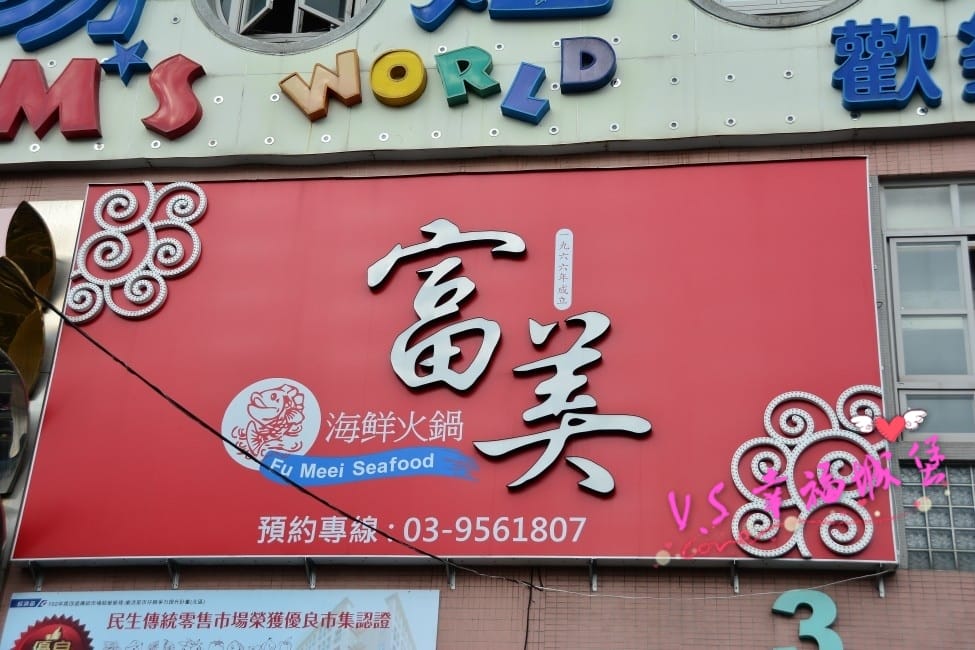 MS WORLD
歡
富美
一九六六年成立
海鮮火鍋
Fu Meei Seafood
預約專線：03-9561807
V.S 幸福城堡
民生傳統零售市場榮獲優良市集認證
3